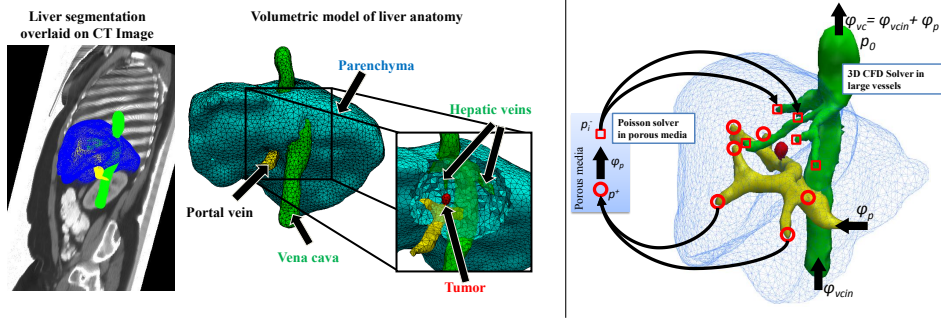 Liver segmentation
overlaid on CT Image
Volumetric model of liver anatomy
Parenchyma
Hepatic veins
Portal vein
Vena cava
Tumor
φvc= φvcin + φp
p0
3D CFD Solver in
large vessels
Poisson solver
in porous media
pi-
φp
p+
Porous media
φp
φvcin